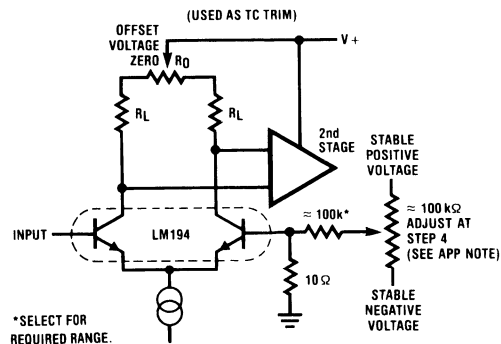 (USED AS TC TRIM)
OFFSET
VOLTAGE
ZERO R0
V+
RL
RL
2nd
STAGE
STABLE
POSITIVE
VOLTAGE
≈ 100k*
≈ 100 kΩ
ADJUST AT
STEP 4
(SEE APP NOTE)
INPUT
LM194
10 Ω
STABLE
NEGATIVE
VOLTAGE
*SELECT FOR
REQUIRED RANGE.